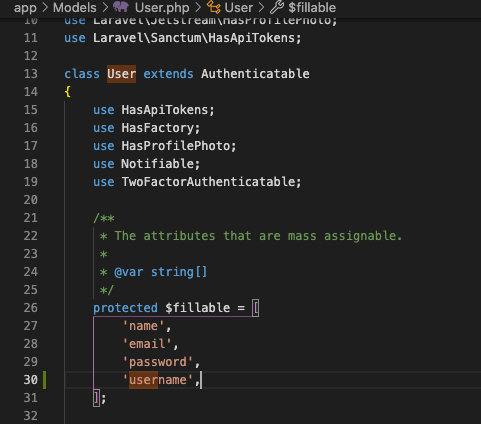 app > Models > User.php > User > $fillable
10 use Laravel\Jetstream\HasProfilePhoto;
11 use Laravel\Sanctum\HasApiTokens;
12
13 class User extends Authenticatable
14 {
15 use HasApiTokens;
16 use HasFactory;
17 use HasProfilePhoto;
18 use Notifiable;
19 use TwoFactorAuthenticatable;
20
21 /**
22 * The attributes that are mass assignable.
23 *
24 * @var string[]
25 */
26 protected $fillable = [
27 'name',
28 'email',
29 'password',
30 'username',
31 ];
32